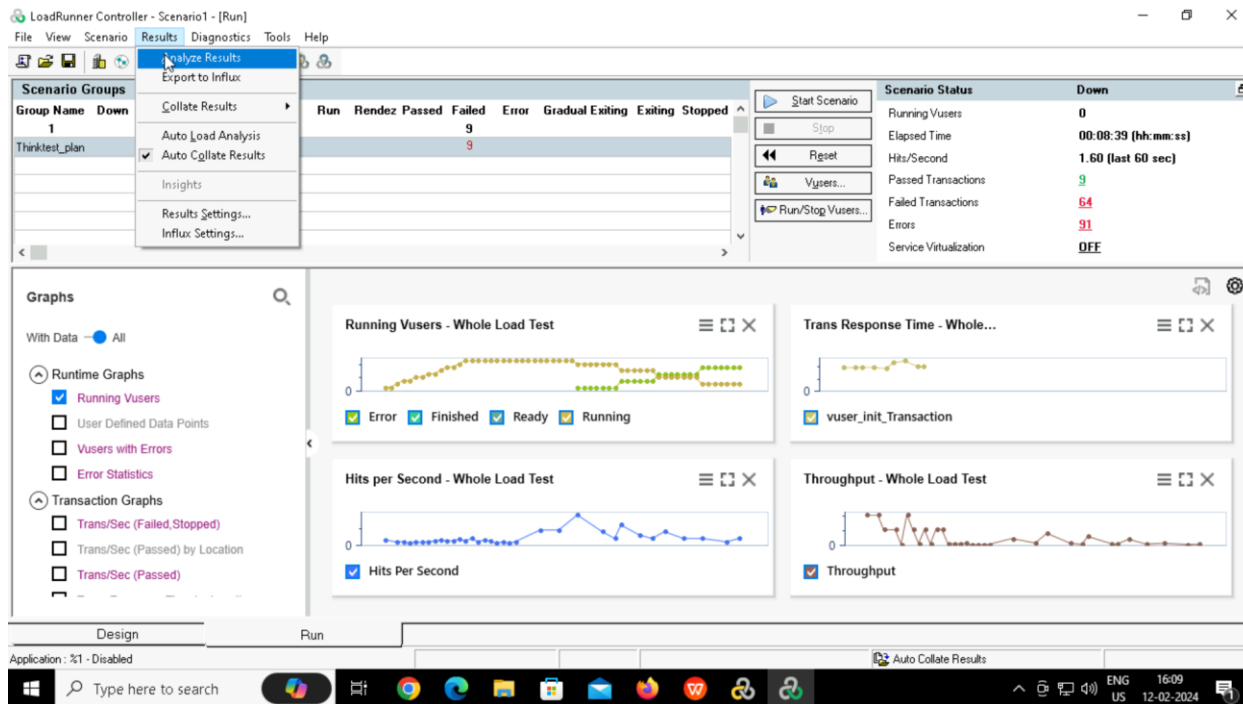 LoadRunner Controller - Scenario1 - [Run]
File View Scenario Results Diagnostics Tools Help
Analyze Results
Export to Influx
Collate Results
Auto Load Analysis
Auto Collate Results
Insights
Results Settings...
Influx Settings...
Scenario Groups
Group Name Down Run Rendez Passed Failed Error Gradual Exiting Exiting Stopped
1 9
Thinktest_plan 9
Start Scenario
Stop
Reset
Vusers...
Run/Stop Vusers...
Scenario Status Down
Running Vusers 0
Elapsed Time 00:08:39 (hh:mm:ss)
Hits/Second 1.60 (last 60 sec)
Passed Transactions 9
Failed Transactions 64
Errors 91
Service Virtualization OFF
Graphs
With Data All
Runtime Graphs
Running Vusers
User Defined Data Points
Vusers with Errors
Error Statistics
Transaction Graphs
Trans/Sec (Failed,Stopped)
Trans/Sec (Passed) by Location
Trans/Sec (Passed)
Running Vusers - Whole Load Test
0
Error Finished Ready Running
Trans Response Time - Whole...
0
vuser_init_Transaction
Hits per Second - Whole Load Test
0
Hits Per Second
Throughput - Whole Load Test
0
Throughput
Design Run
Application : %1 - Disabled
Auto Collate Results
Type here to search
ENG
US
16:09
12-02-2024
1